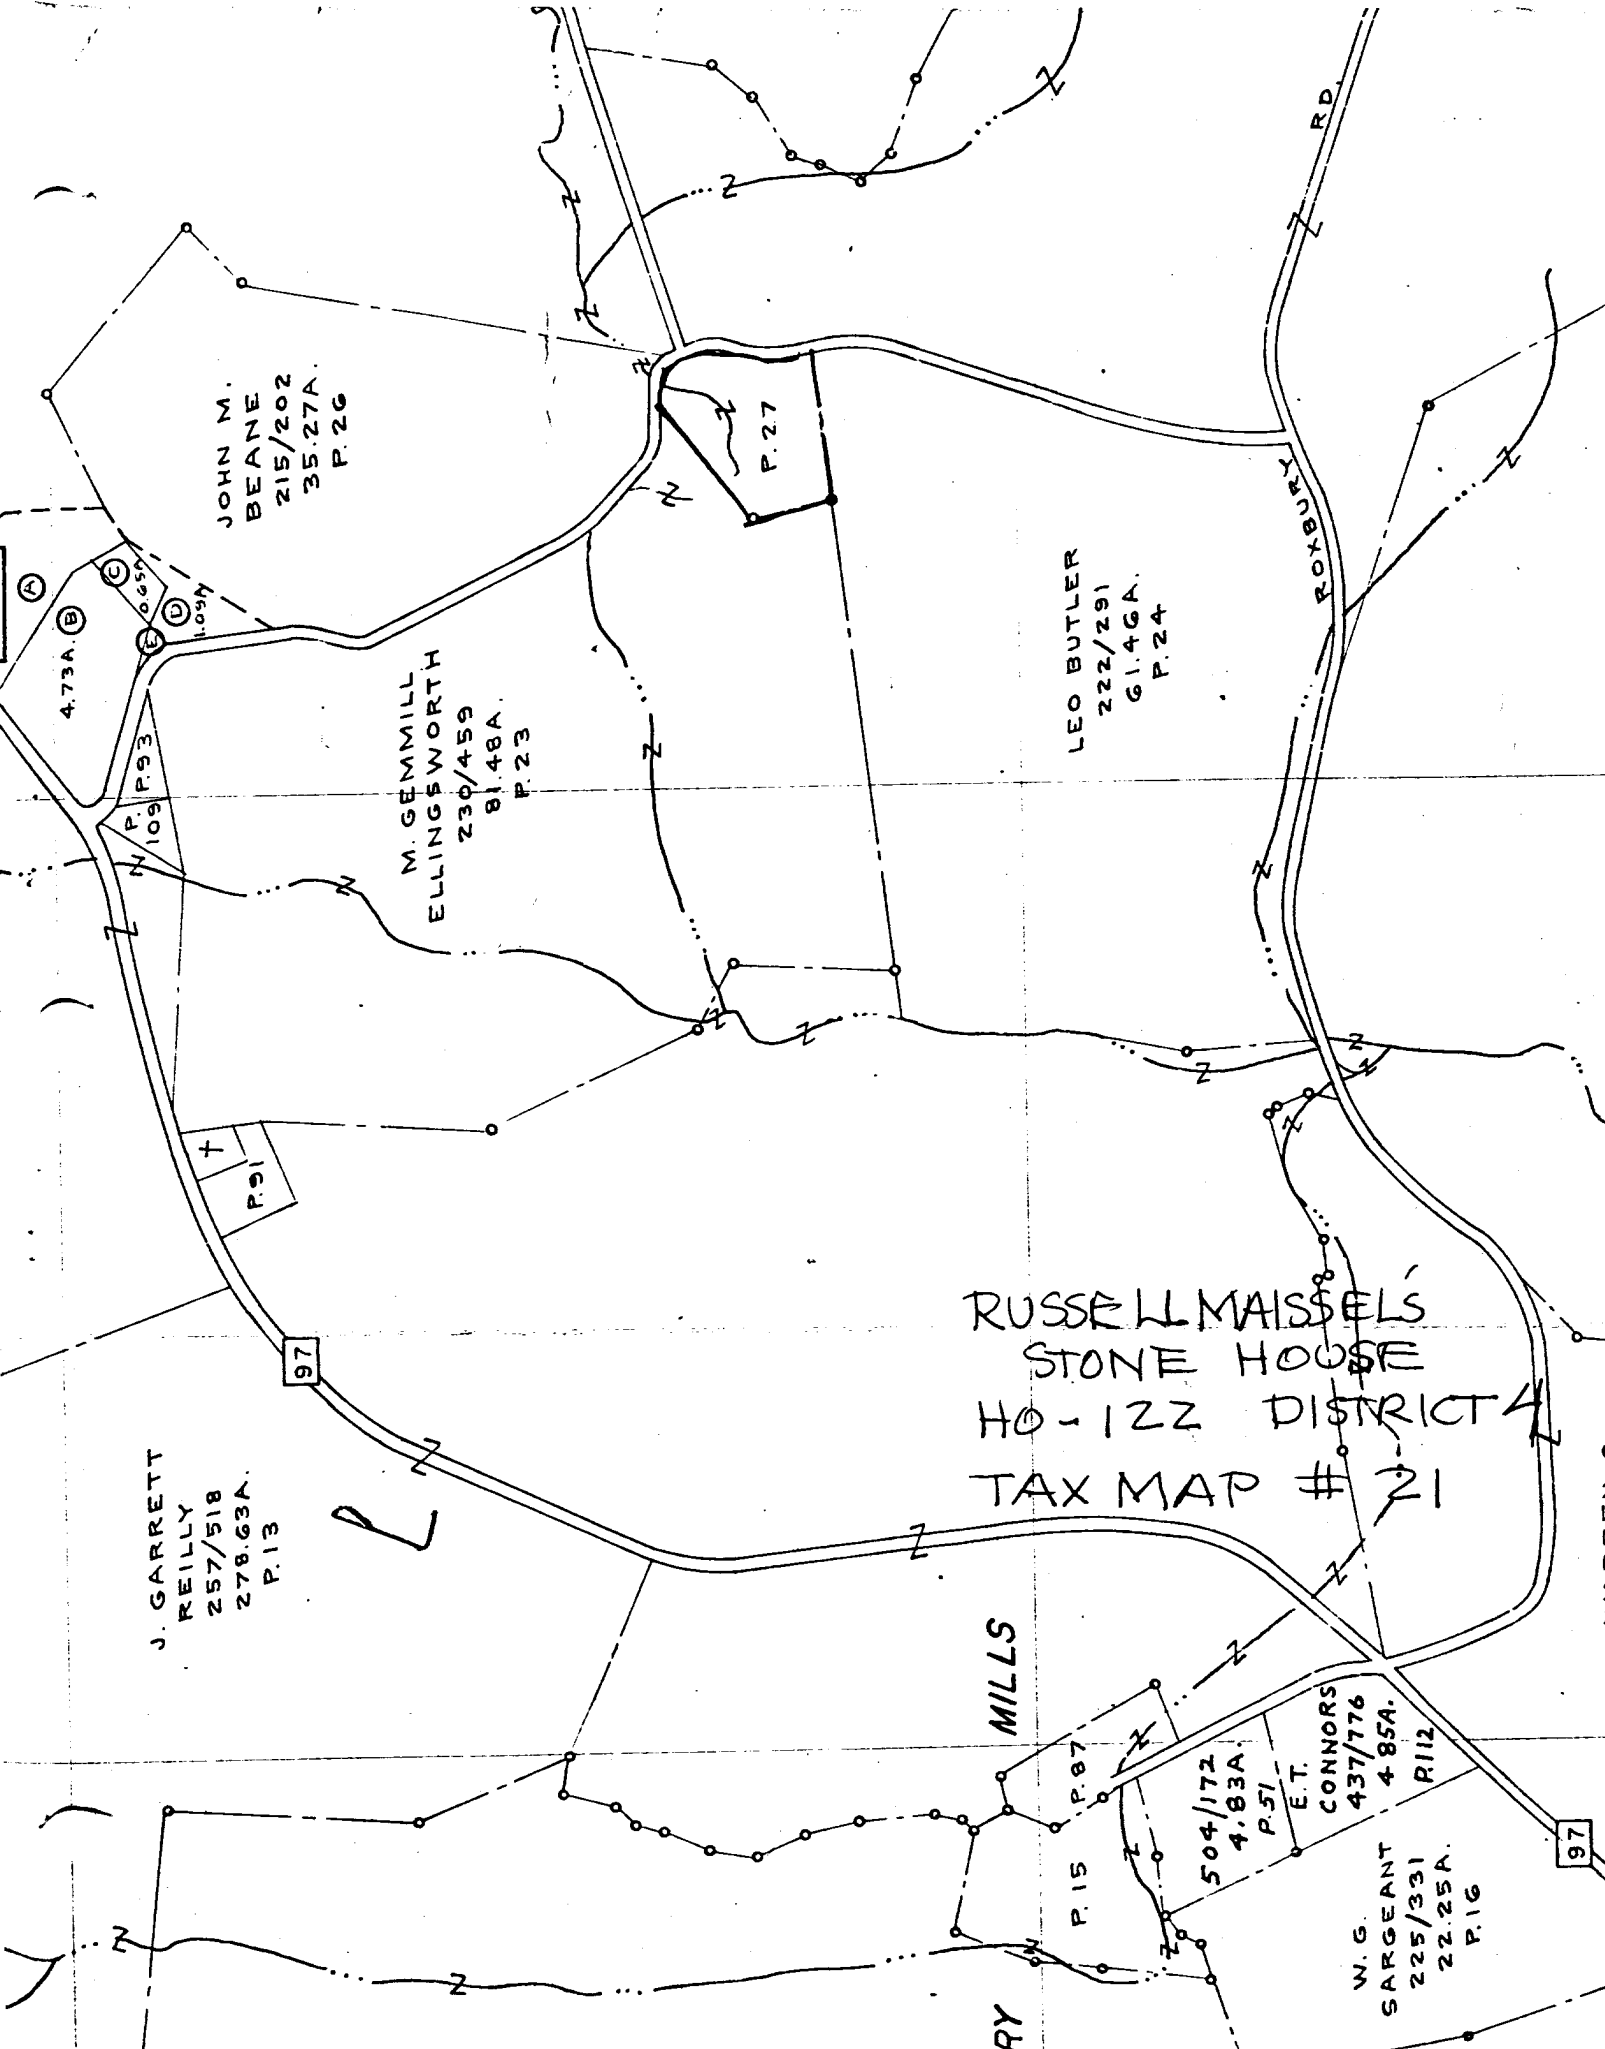 JOHN M.
BEANE
215/202
35.27A.
P.26
A
B
4.73A.
C
0.65A
D
1.09A
E
P.93
P.
109
M. GEMMILL
ELLINGSWORTH
230/459
81.48A.
P.23
P.27
LEO BUTLER
222/291
61.46A.
P.24
ROXBURY RD.
P.91
97
J. GARRETT
REILLY
257/518
278.63A.
P.13
RUSSELL MAISSEL'S
STONE HOUSE
HO-122 DISTRICT 4
TAX MAP # 21
MILLS
RY
P.87
P.15
504/172
4.83A.
P.51
E.T.
CONNORS
437/776
4.85A.
P.112
W.G.
SARGEANT
225/331
22.25A.
P.16
97